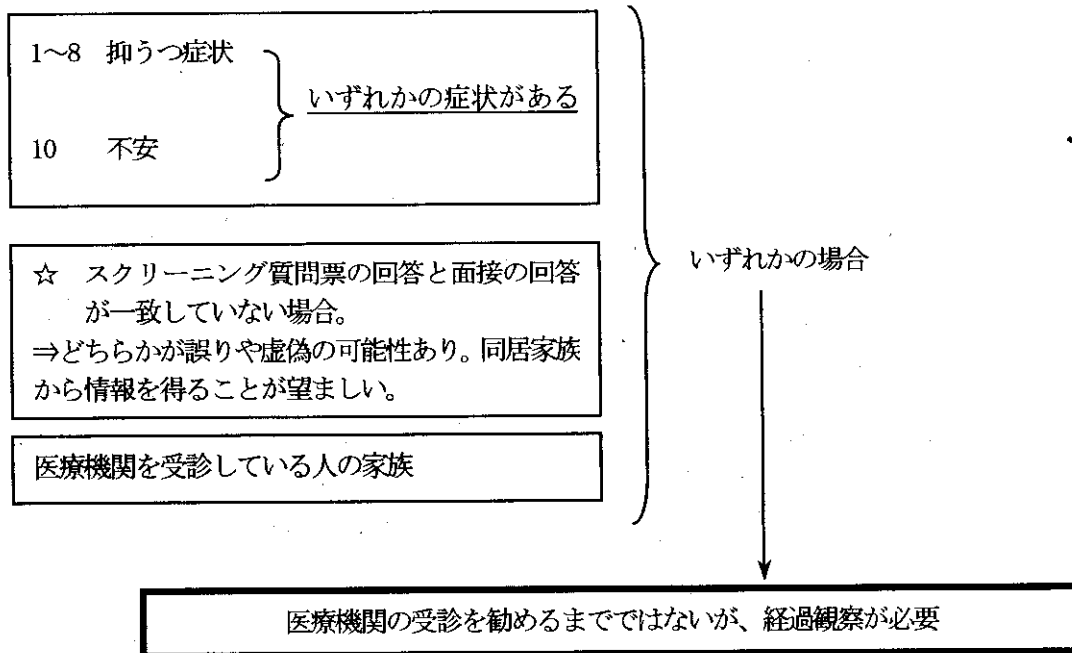 1～8 抑うつ症状
いずれかの症状がある
10 不安
☆ スクリーニング質問票の回答と面接の回答
が一致していない場合。
⇒どちらかが誤りや虚偽の可能性あり。同居家族
から情報を得ることが望ましい。
医療機関を受診している人の家族
いずれかの場合
医療機関の受診を勧めるまでではないが、経過観察が必要